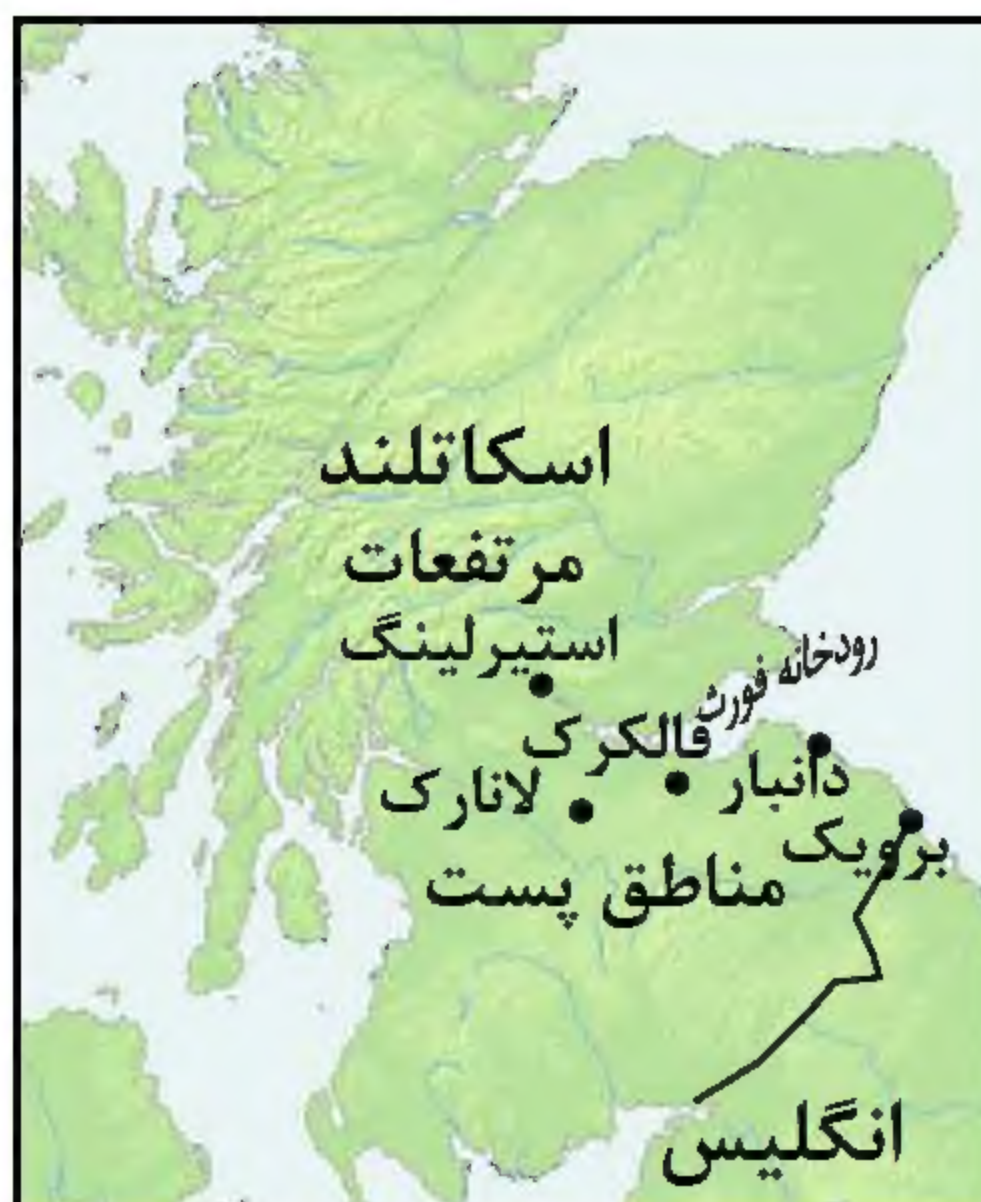 اسکاتلند
مرتفعات
استیرلینگ
رودخانه فورث
فالکرک
دانبار
لانارک
برویک
مناطق پست
انگلیس